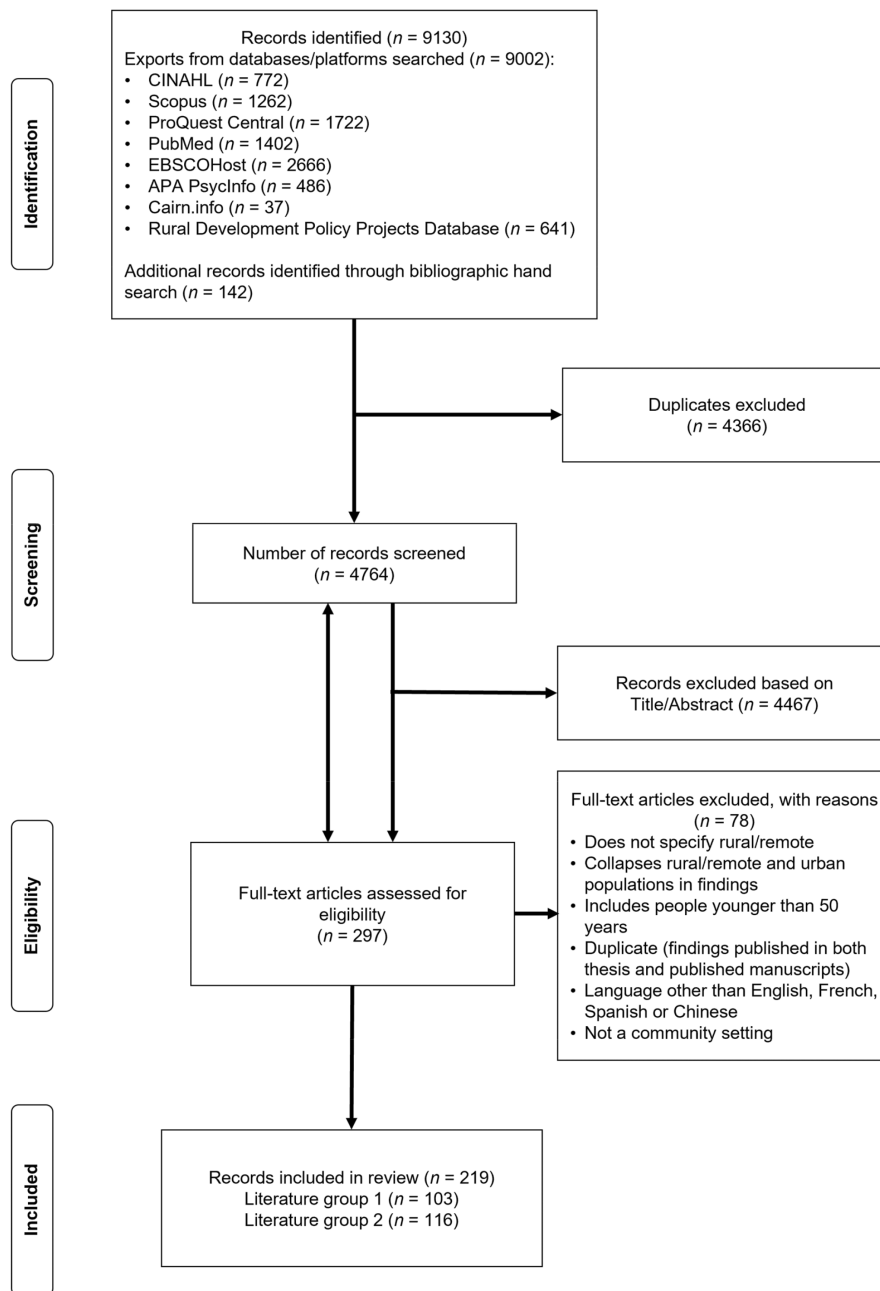 Identification
Records identified (n = 9130)
Exports from databases/platforms searched (n = 9002):
• CINAHL (n = 772)
• Scopus (n = 1262)
• ProQuest Central (n = 1722)
• PubMed (n = 1402)
• EBSCOHost (n = 2666)
• APA PsycInfo (n = 486)
• Cairn.info (n = 37)
• Rural Development Policy Projects Database (n = 641)
Additional records identified through bibliographic hand
search (n = 142)
Duplicates excluded
(n = 4366)
Screening
Number of records screened
(n = 4764)
Records excluded based on
Title/Abstract (n = 4467)
Eligibility
Full-text articles assessed for
eligibility
(n = 297)
Full-text articles excluded, with reasons
(n = 78)
• Does not specify rural/remote
• Collapses rural/remote and urban
populations in findings
• Includes people younger than 50
years
• Duplicate (findings published in both
thesis and published manuscripts)
• Language other than English, French,
Spanish or Chinese
• Not a community setting
Included
Records included in review (n = 219)
Literature group 1 (n = 103)
Literature group 2 (n = 116)